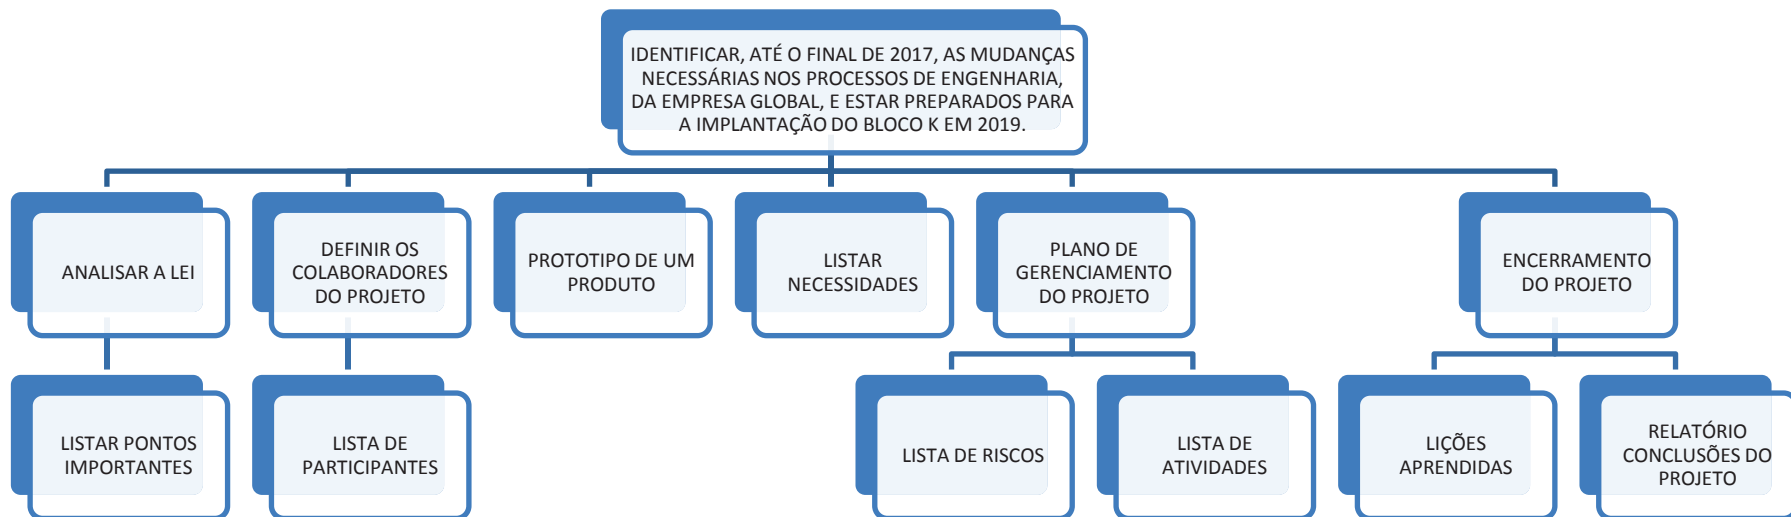 IDENTIFICAR, ATÉ O FINAL DE 2017, AS MUDANÇAS
NECESSÁRIAS NOS PROCESSOS DE ENGENHARIA,
DA EMPRESA GLOBAL, E ESTAR PREPARADOS PARA
A IMPLANTAÇÃO DO BLOCO K EM 2019.
ANALISAR A LEI
DEFINIR OS
COLABORADORES
DO PROJETO
PROTOTIPO DE UM
PRODUTO
LISTAR
NECESSIDADES
PLANO DE
GERENCIAMENTO
DO PROJETO
ENCERRAMENTO
DO PROJETO
LISTAR PONTOS
IMPORTANTES
LISTA DE
PARTICIPANTES
LISTA DE RISCOS
LISTA DE
ATIVIDADES
LIÇÕES
APRENDIDAS
RELATÓRIO
CONCLUSÕES DO
PROJETO